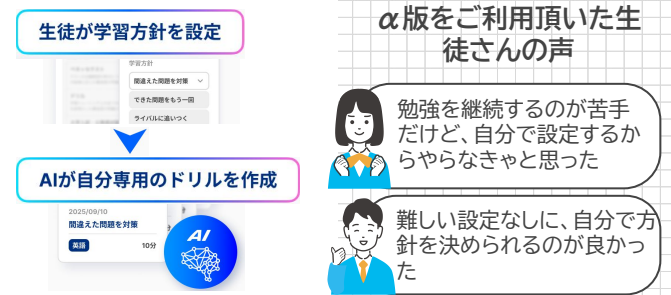 生徒が学習方針を設定
学習方針
間違えた問題を対策
できた問題をもう一回
ライバルに追いつく
AIが自分専用のドリルを作成
2025/09/10
間違えた問題を対策
英語
10分
AI
α版をご利用頂いた生
徒さんの声
勉強を継続するのが苦手
だけど、自分で設定するか
らやらなきゃと思った
難しい設定なしに、自分で方
針を決められるのが良かっ
た